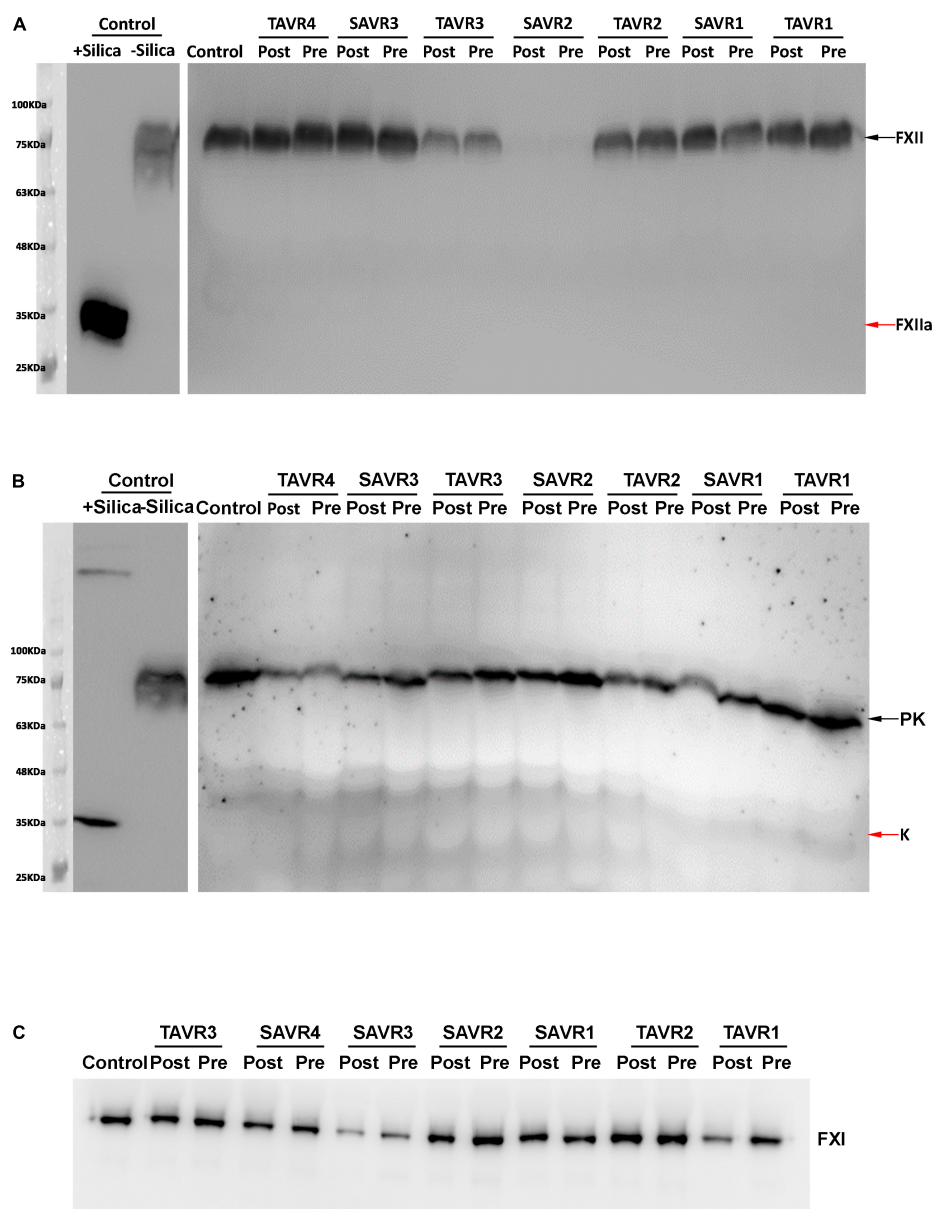 A
Control
TAVR4 SAVR3 TAVR3 SAVR2 TAVR2 SAVR1 TAVR1
+Silica -Silica Control Post Pre Post Pre Post Pre Post Pre Post Pre Post Pre Post Pre
100KDa
75KDa
FXII
63KDa
48KDa
35KDa
FXIIa
25KDa
B
Control
TAVR4 SAVR3 TAVR3 SAVR2 TAVR2 SAVR1 TAVR1
+Silica -Silica Control Post Pre Post Pre Post Pre Post Pre Post Pre Post Pre Post Pre
100KDa
75KDa
PK
63KDa
48KDa
35KDa
K
25KDa
C
TAVR3 SAVR4 SAVR3 SAVR2 SAVR1 TAVR2 TAVR1
Control Post Pre Post Pre Post Pre Post Pre Post Pre Post Pre Post Pre
FXI